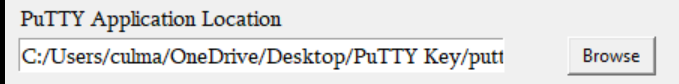 PuTTY Application Location
C:/Users/culma/OneDrive/Desktop/PuTTY Key/putt
Browse